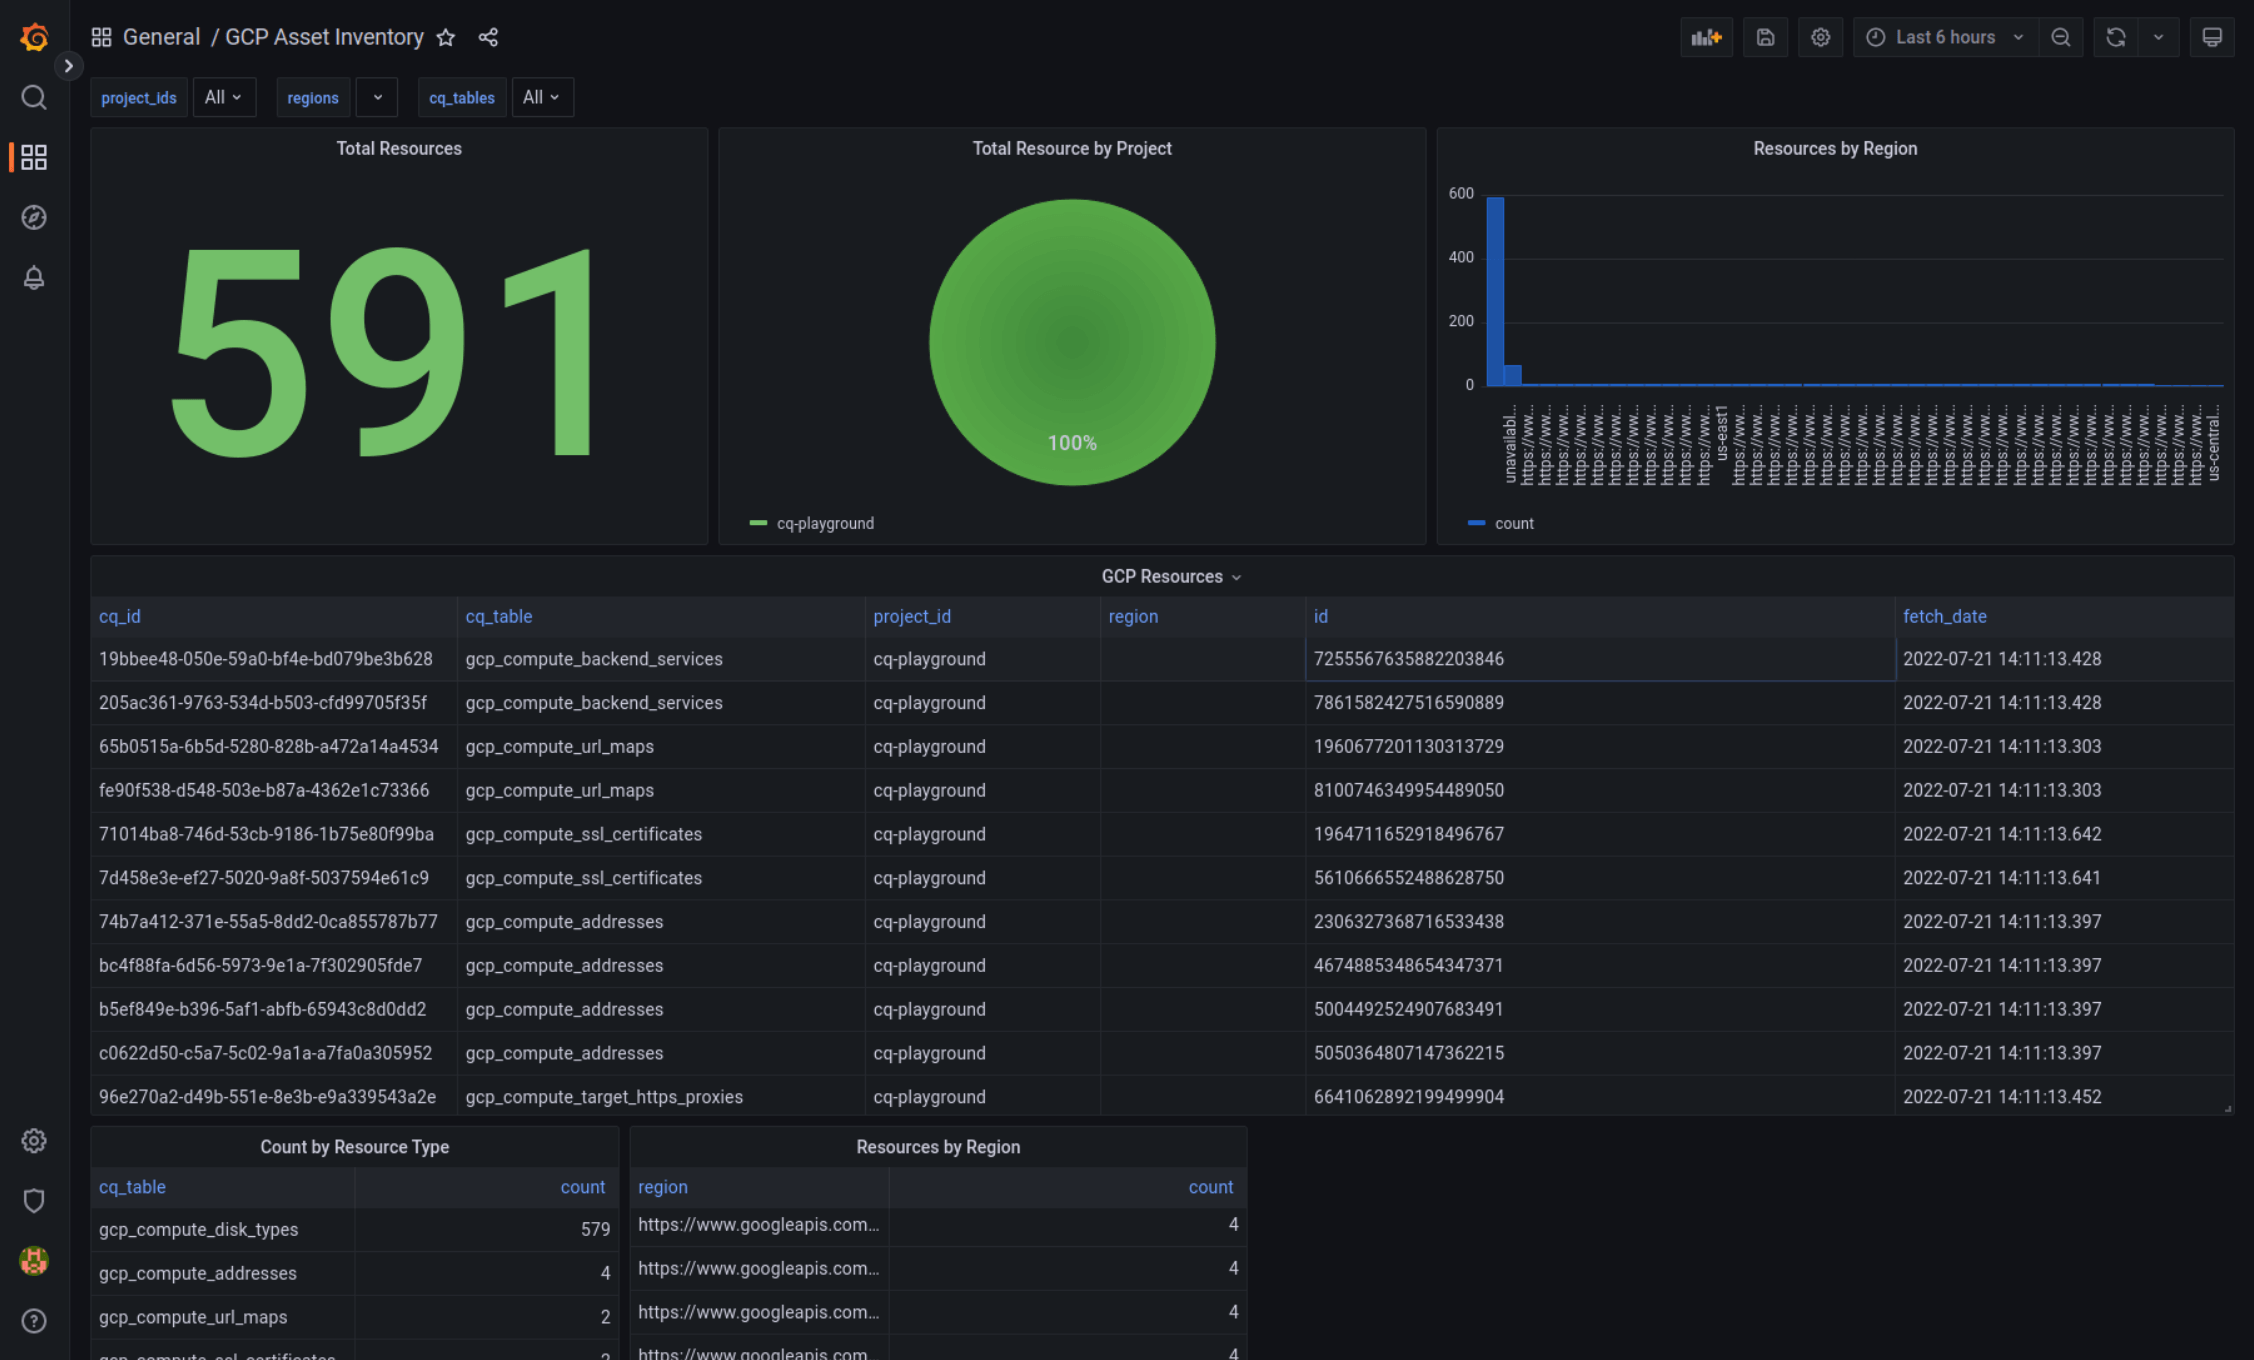 General / GCP Asset Inventory
Last 6 hours
project_ids All regions cq_tables All
Total Resources
591
Total Resource by Project
100%
cq-playground
Resources by Region
600
400
200
0
unavailabl... https://ww... https://ww... https://ww... https://ww... https://ww... https://ww... https://ww... https://ww... https://ww... https://ww... https://ww... us-east1 https://ww... https://ww... https://ww... https://ww... https://ww... https://ww... https://ww... https://ww... https://ww... https://ww... https://ww... https://ww... https://ww... https://ww... https://ww... https://ww... https://ww... https://ww... https://ww... https://ww... https://ww... https://ww... https://ww... https://ww... https://ww... https://ww... https://ww... us-central...
count
GCP Resources
cq_id cq_table project_id region id fetch_date
19bbee48-050e-59a0-bf4e-bd079be3b628 gcp_compute_backend_services cq-playground 7255567635882203846 2022-07-21 14:11:13.428
205ac361-9763-534d-b503-cfd99705f35f gcp_compute_backend_services cq-playground 7861582427516590889 2022-07-21 14:11:13.428
65b0515a-6b5d-5280-828b-a472a14a4534 gcp_compute_url_maps cq-playground 1960677201130313729 2022-07-21 14:11:13.303
fe90f538-d548-503e-b87a-4362e1c73366 gcp_compute_url_maps cq-playground 8100746349954489050 2022-07-21 14:11:13.303
71014ba8-746d-53cb-9186-1b75e80f99ba gcp_compute_ssl_certificates cq-playground 1964711652918496767 2022-07-21 14:11:13.642
7d458e3e-ef27-5020-9a8f-5037594e61c9 gcp_compute_ssl_certificates cq-playground 5610666552488628750 2022-07-21 14:11:13.641
74b7a412-371e-55a5-8dd2-0ca855787b77 gcp_compute_addresses cq-playground 2306327368716533438 2022-07-21 14:11:13.397
bc4f88fa-6d56-5973-9e1a-7f302905fde7 gcp_compute_addresses cq-playground 4674885348654347371 2022-07-21 14:11:13.397
b5ef849e-b396-5af1-abfb-65943c8d0dd2 gcp_compute_addresses cq-playground 5004492524907683491 2022-07-21 14:11:13.397
c0622d50-c5a7-5c02-9a1a-a7fa0a305952 gcp_compute_addresses cq-playground 5050364807147362215 2022-07-21 14:11:13.397
96e270a2-d49b-551e-8e3b-e9a339543a2e gcp_compute_target_https_proxies cq-playground 6641062892199499904 2022-07-21 14:11:13.452
Count by Resource Type
cq_table count
gcp_compute_disk_types 579
gcp_compute_addresses 4
gcp_compute_url_maps 2
gcp_compute_ssl_certificates 2
Resources by Region
region count
https://www.googleapis.com... 4
https://www.googleapis.com... 4
https://www.googleapis.com... 4
https://www.googleapis.com... 4